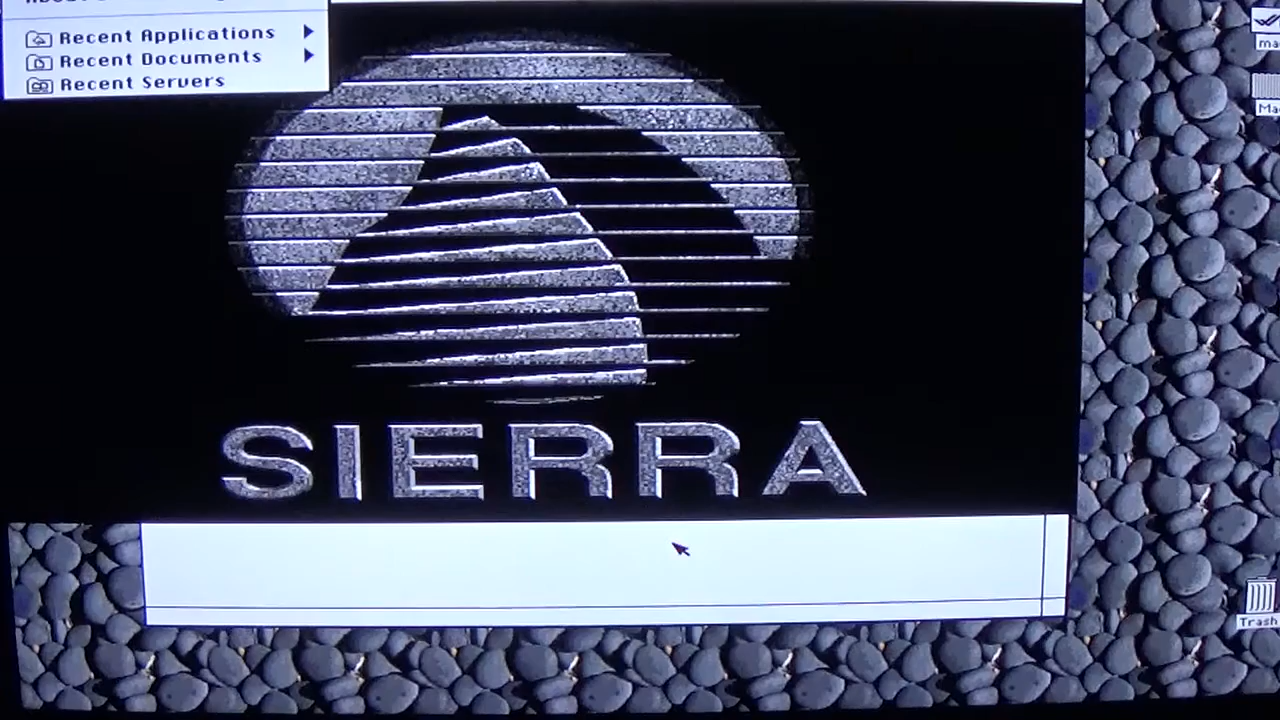 Recent Applications
Recent Documents
Recent Servers
SIERRA
Trash